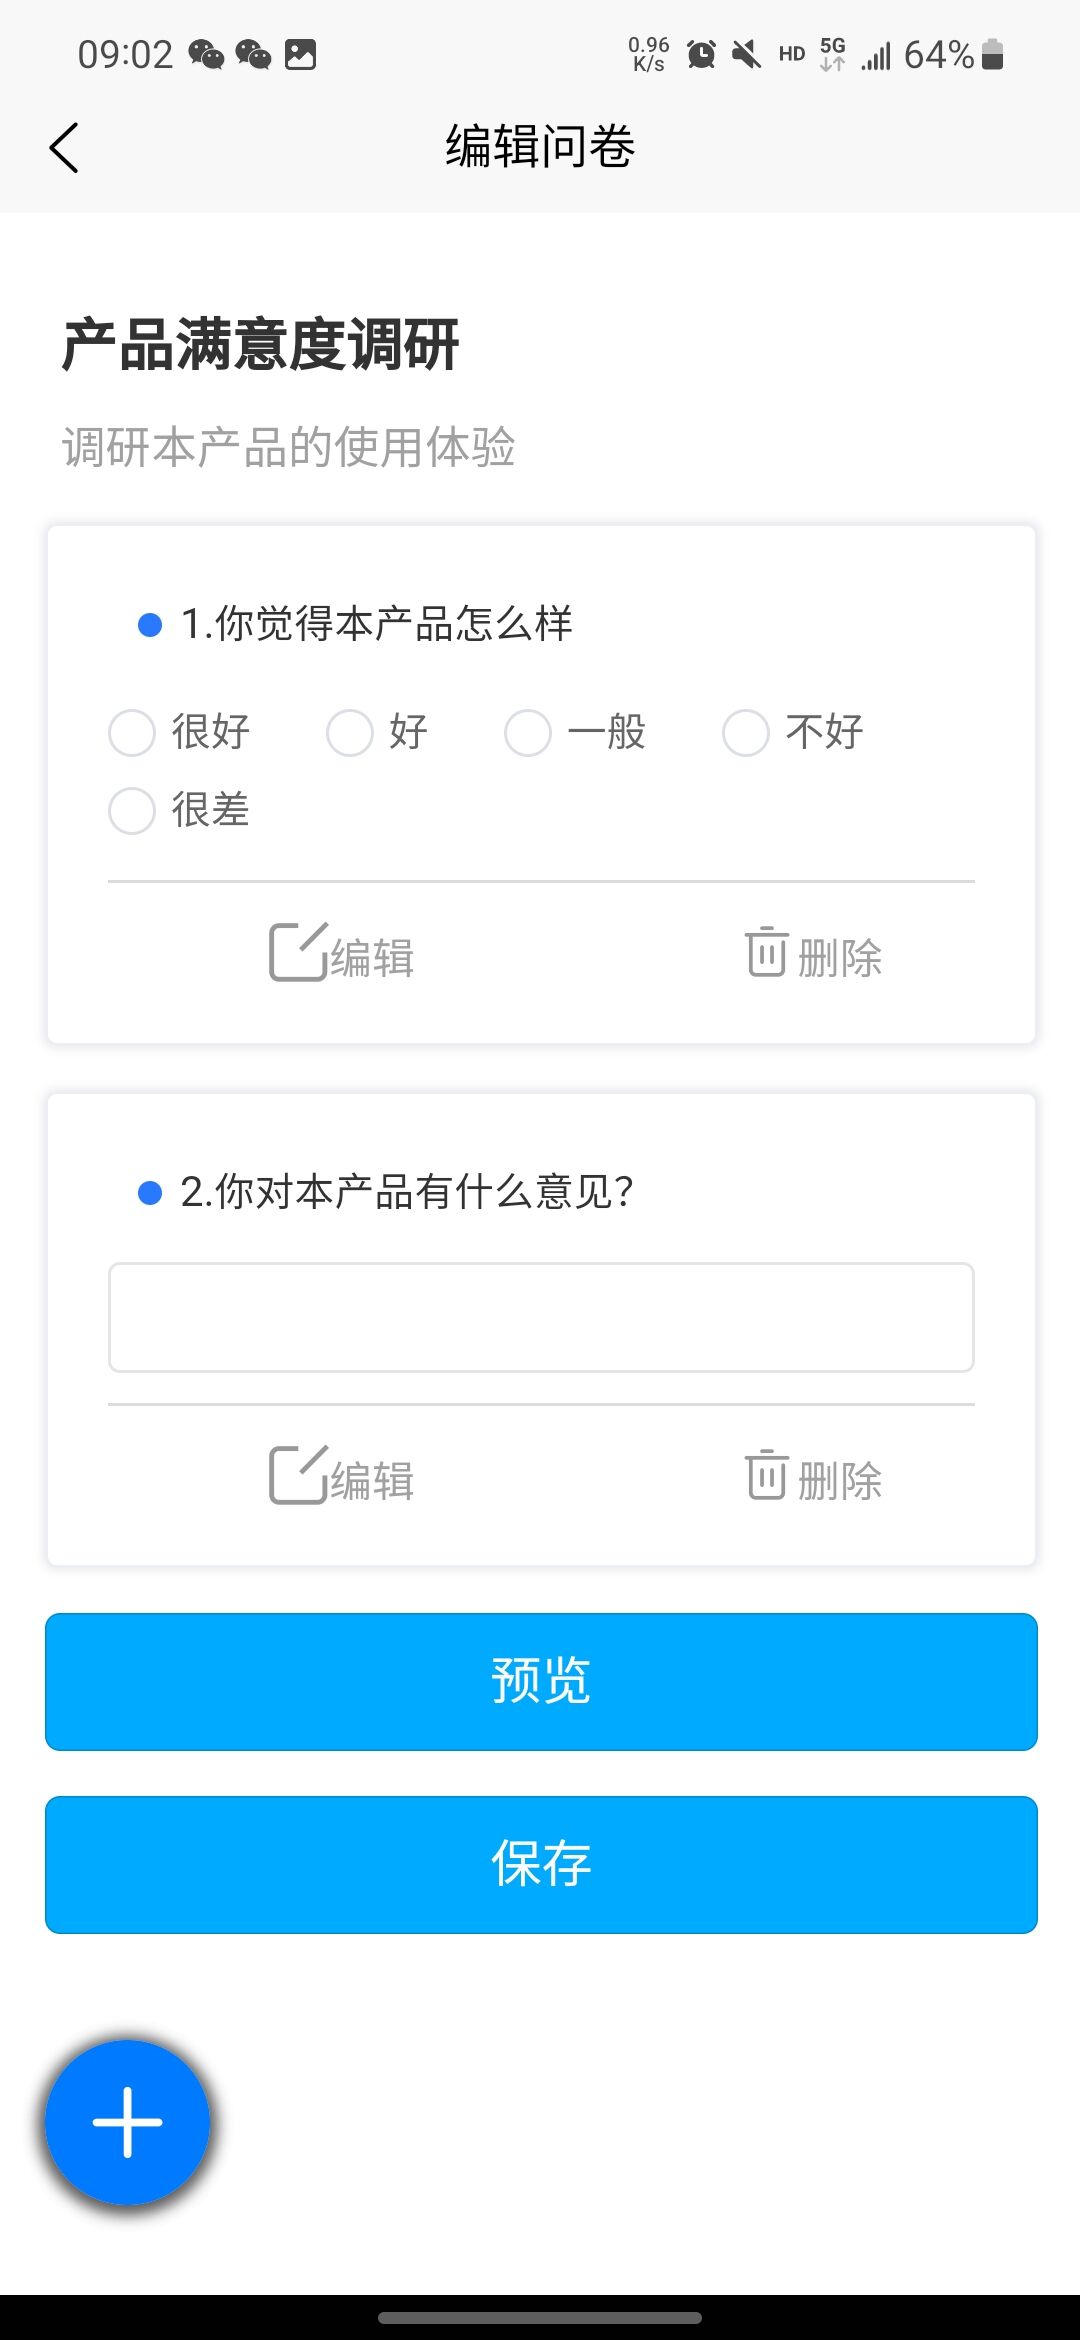 09:02 0.96 K/s HD 5G 64%
编辑问卷
产品满意度调研
调研本产品的使用体验
1.你觉得本产品怎么样
很好 好 一般 不好
很差
编辑 删除
2.你对本产品有什么意见?
编辑 删除
预览
保存